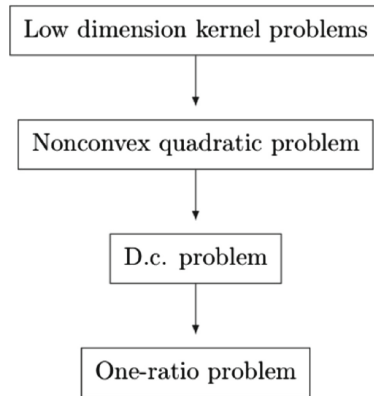 Low dimension kernel problems
Nonconvex quadratic problem
D.c. problem
One-ratio problem